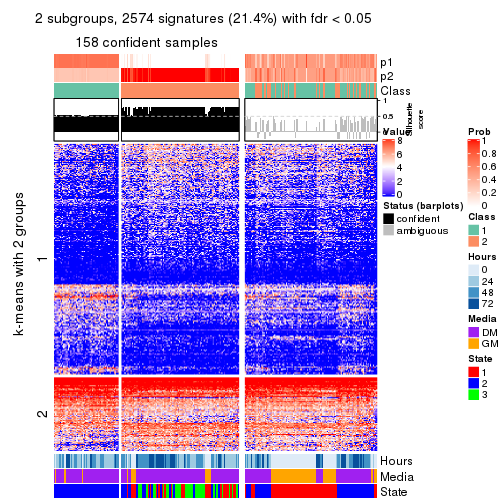 2 subgroups, 2574 signatures (21.4%) with fdr < 0.05
158 confident samples
p1
p2
Class
1
0.5
0
Silhouette
score
k-means with 2 groups
1
2
Hours
Media
State
Value
8
6
4
2
0
Status (barplots)
confident
ambiguous
Prob
1
0.8
0.6
0.4
0.2
0
Class
1
2
Hours
0
24
48
72
Media
DM
GM
State
1
2
3